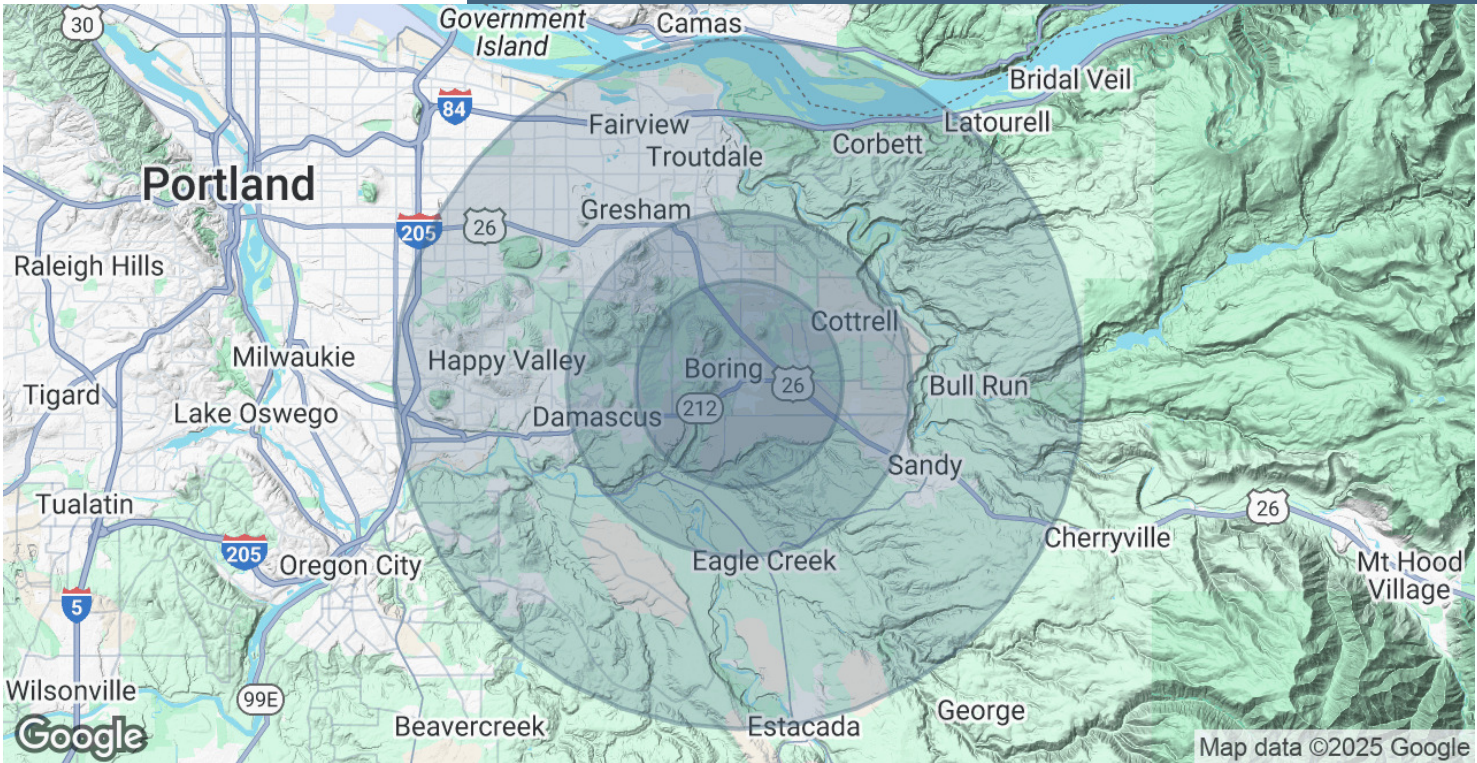 30
Government
Island
Camas
Bridal Veil
84
Fairview
Latourell
Troutdale
Corbett
Portland
Gresham
205
26
Raleigh Hills
Cottrell
Milwaukie
Happy Valley
Boring
26
Bull Run
Tigard
Lake Oswego
Damascus
212
Sandy
Tualatin
26
205
Oregon City
Eagle Creek
Cherryville
Mt Hood
Village
5
Wilsonville
99E
Beavercreek
Estacada
George
Google
Map data ©2025 Google